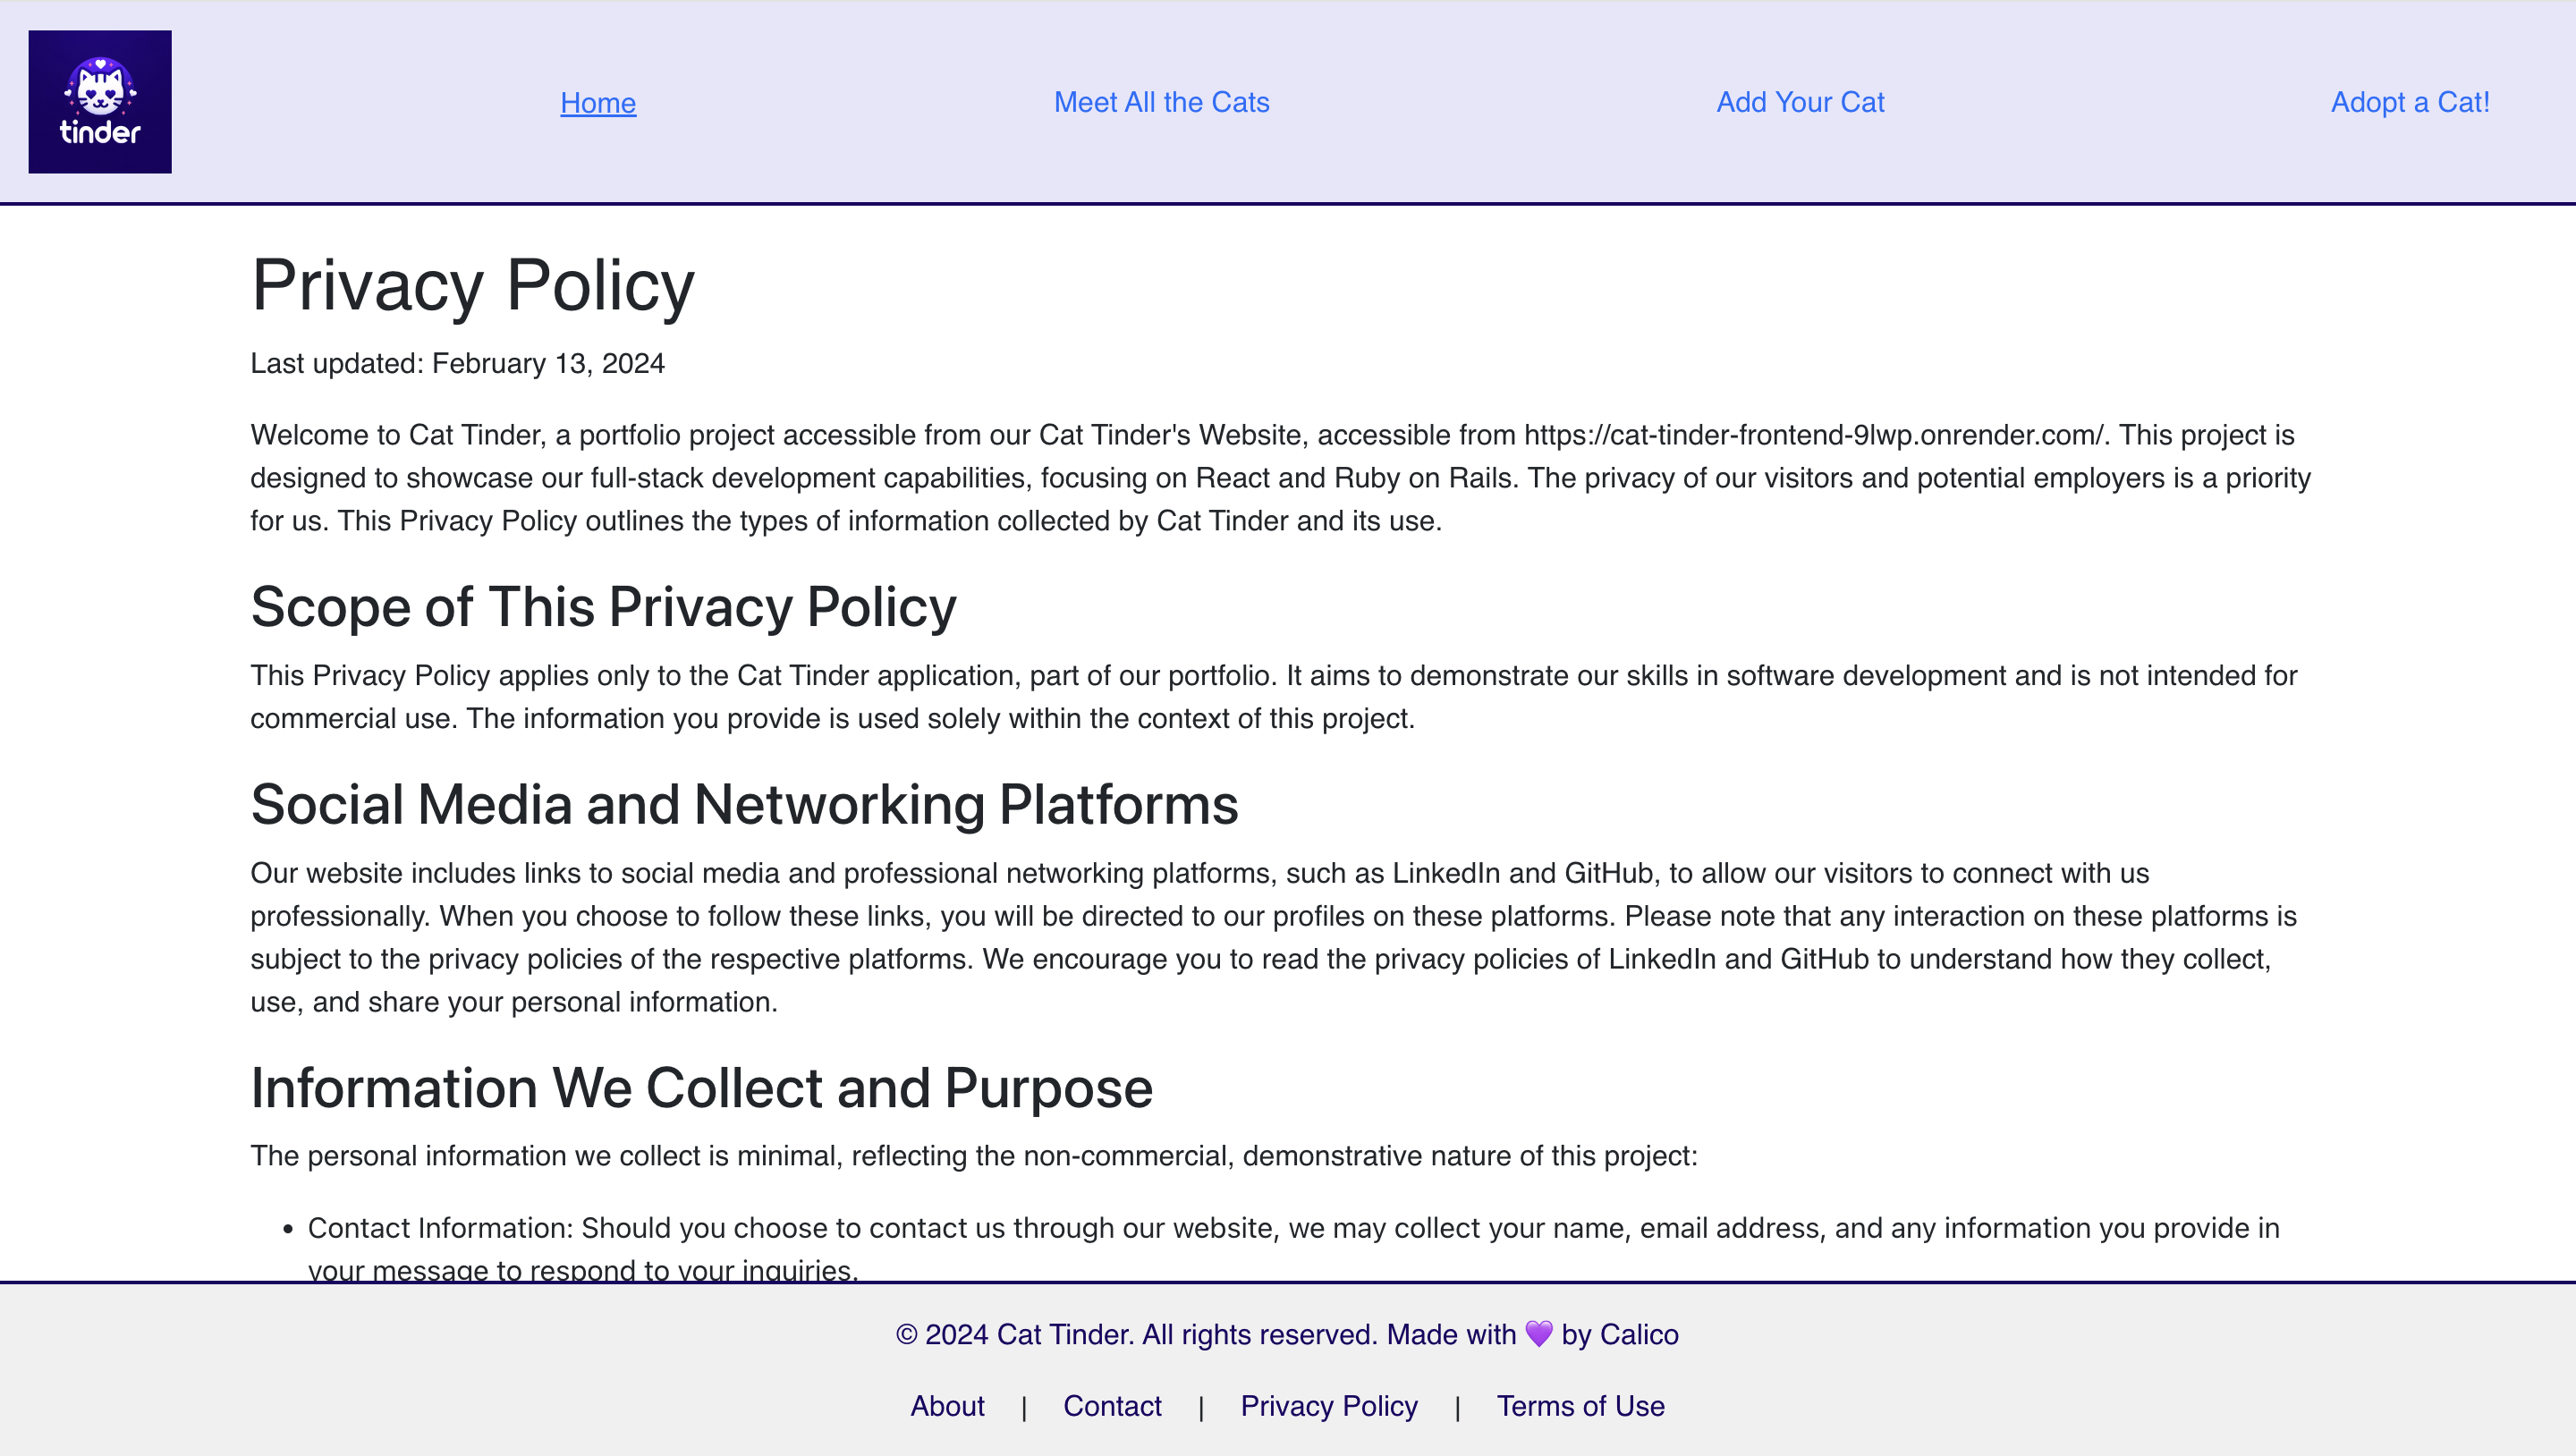 tinder
Home
Meet All the Cats
Add Your Cat
Adopt a Cat!
Privacy Policy
Last updated: February 13, 2024
Welcome to Cat Tinder, a portfolio project accessible from our Cat Tinder's Website, accessible from https://cat-tinder-frontend-9lwp.onrender.com/. This project is
designed to showcase our full-stack development capabilities, focusing on React and Ruby on Rails. The privacy of our visitors and potential employers is a priority
for us. This Privacy Policy outlines the types of information collected by Cat Tinder and its use.
Scope of This Privacy Policy
This Privacy Policy applies only to the Cat Tinder application, part of our portfolio. It aims to demonstrate our skills in software development and is not intended for
commercial use. The information you provide is used solely within the context of this project.
Social Media and Networking Platforms
Our website includes links to social media and professional networking platforms, such as LinkedIn and GitHub, to allow our visitors to connect with us
professionally. When you choose to follow these links, you will be directed to our profiles on these platforms. Please note that any interaction on these platforms is
subject to the privacy policies of the respective platforms. We encourage you to read the privacy policies of LinkedIn and GitHub to understand how they collect,
use, and share your personal information.
Information We Collect and Purpose
The personal information we collect is minimal, reflecting the non-commercial, demonstrative nature of this project:
• Contact Information: Should you choose to contact us through our website, we may collect your name, email address, and any information you provide in
your message to respond to your inquiries.
© 2024 Cat Tinder. All rights reserved. Made with 💜 by Calico
About | Contact | Privacy Policy | Terms of Use